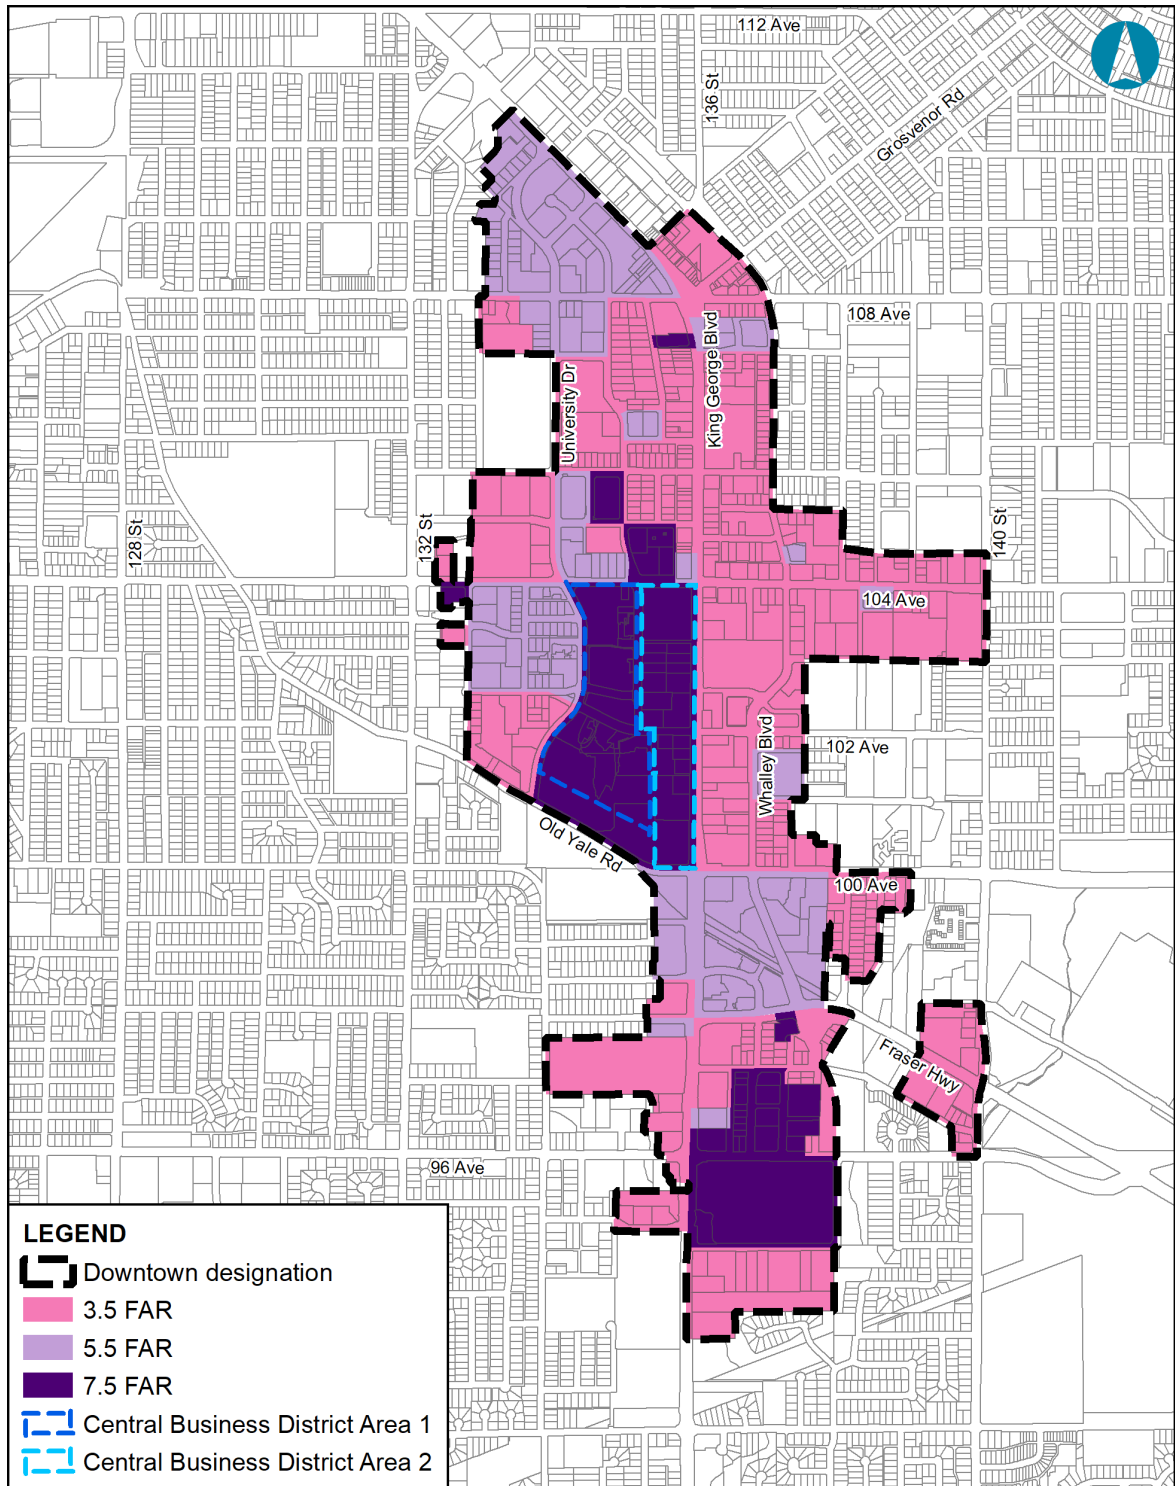 112 Ave
136 St
Grosvenor Rd
108 Ave
King George Blvd
University Dr
128 St
132 St
140 St
104 Ave
102 Ave
Whalley Blvd
Old Yale Rd
100 Ave
Fraser Hwy
96 Ave
LEGEND
Downtown designation
3.5 FAR
5.5 FAR
7.5 FAR
Central Business District Area 1
Central Business District Area 2